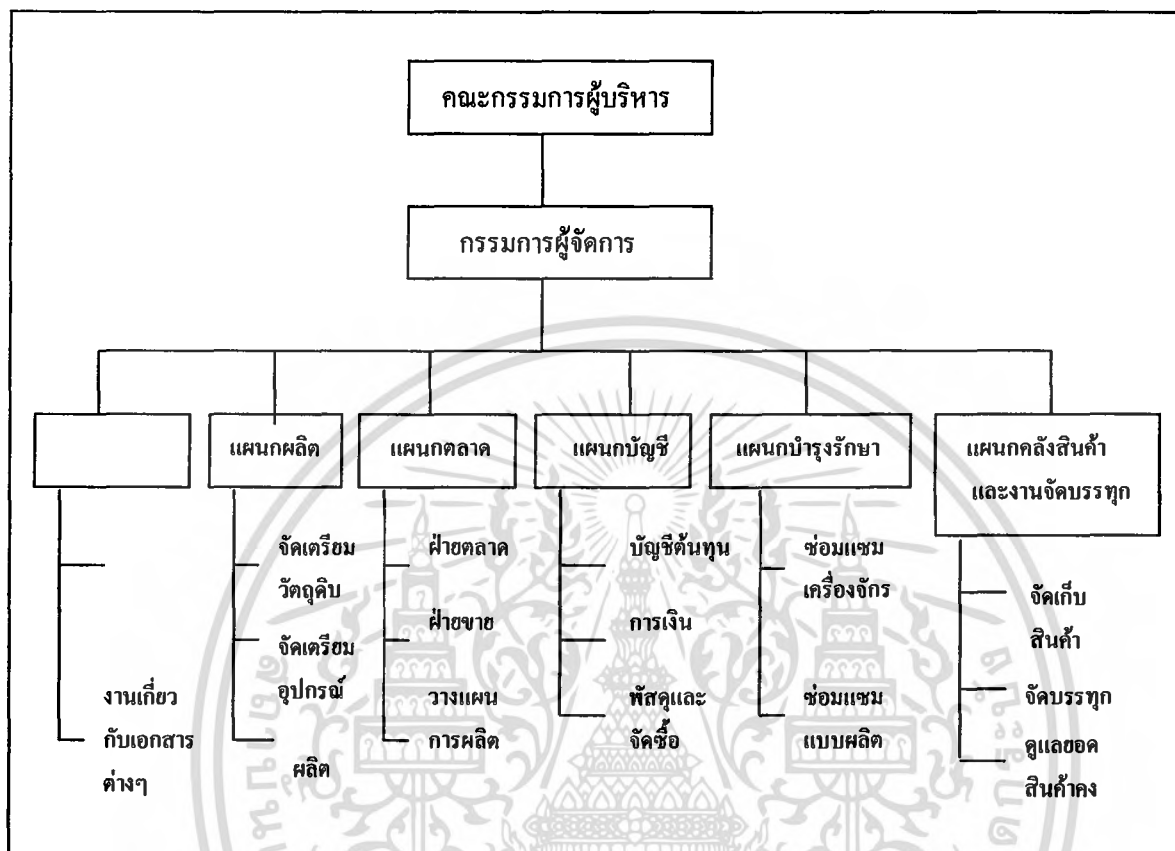 คณะกรรมการผู้บริหาร
กรรมการผู้จัดการ
แผนกผลิต
แผนกตลาด
แผนกบัญชี
แผนกบำรุงรักษา
แผนกคลังสินค้า
และงานจัดบรรทุก
งานเกี่ยว
กับเอกสาร
ต่างๆ
จัดเตรียม
วัตถุดิบ
จัดเตรียม
อุปกรณ์
ผลิต
ฝ่ายตลาด
ฝ่ายขาย
วางแผน
การผลิต
บัญชีต้นทุน
การเงิน
พัสดุและ
จัดซื้อ
ซ่อมแซม
เครื่องจักร
ซ่อมแซม
แบบผลิต
จัดเก็บ
สินค้า
จัดบรรทุก
ดูแลยอด
สินค้าคง